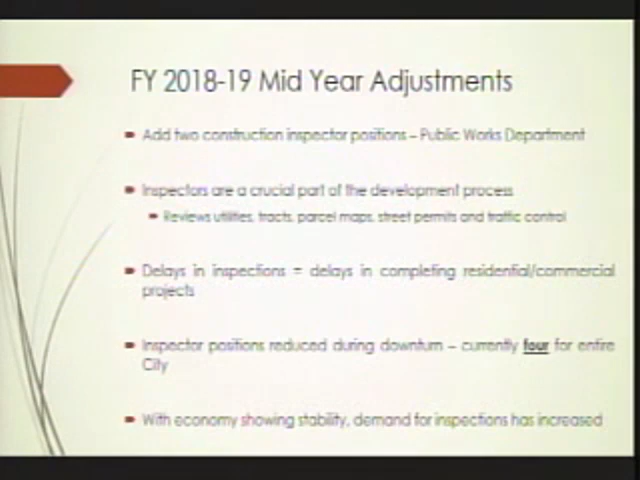 FY 2018-19 Mid Year Adjustments
Add two construction inspector positions – Public Works Department
Inspectors are a crucial part of the development process
Reviews utilities, tracts, parcel maps, street permits and traffic control
Delays in inspections = delays in completing residential/commercial
projects
Inspector positions reduced during downturn – currently four for entire
City
With economy showing stability, demand for inspections has increased